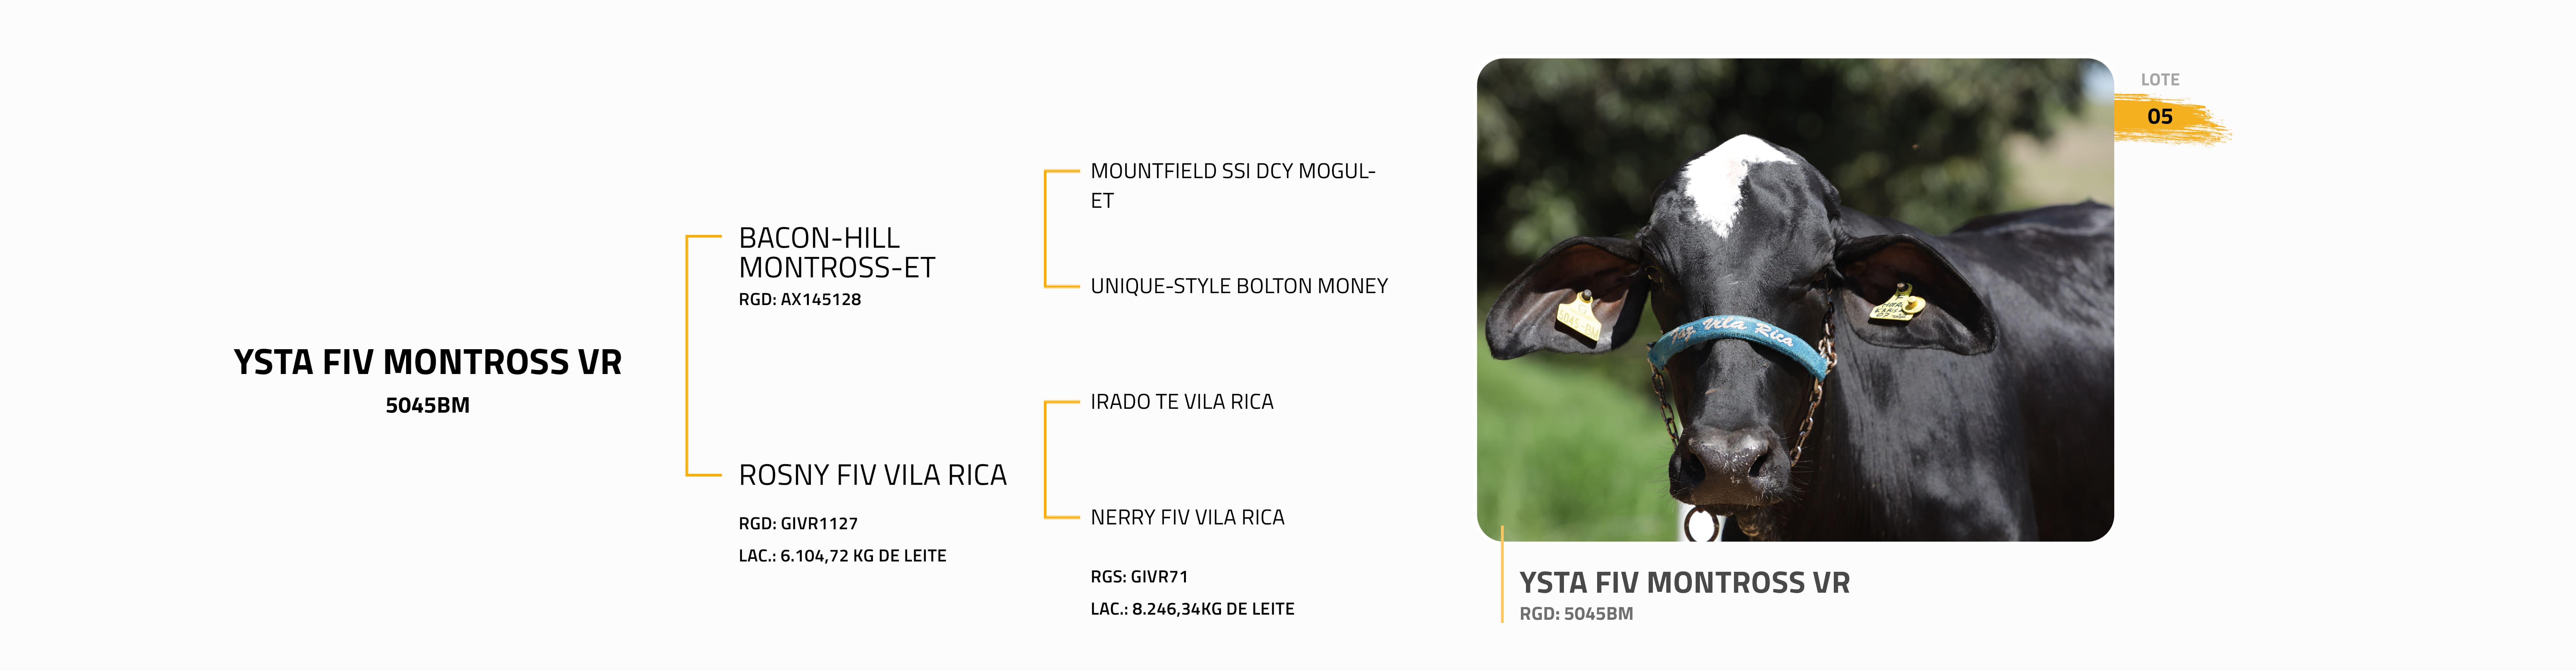 YSTA FIV MONTROSS VR
5045BM
BACON-HILL
MONTROSS-ET
RGD: AX145128
ROSNY FIV VILA RICA
RGD: GIVR1127
LAC.: 6.104,72 KG DE LEITE
MOUNTFIELD SSI DCY MOGUL-
ET
UNIQUE-STYLE BOLTON MONEY
IRADO TE VILA RICA
NERRY FIV VILA RICA
RGS: GIVR71
LAC.: 8.246,34KG DE LEITE
Faz Vila Rica
5045-BM
LOTE
05
YSTA FIV MONTROSS VR
RGD: 5045BM